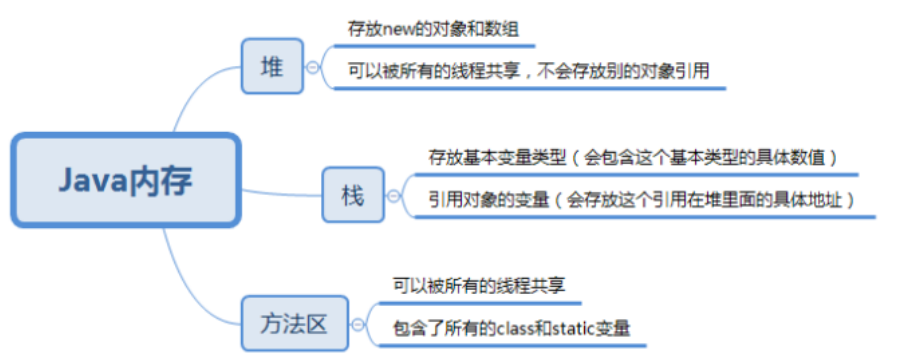 存放new的对象和数组
堆
可以被所有的线程共享，不会存放别的对象引用
存放基本变量类型（会包含这个基本类型的具体数值）
Java内存
栈
引用对象的变量（会存放这个引用在堆里面的具体地址）
可以被所有的线程共享
方法区
包含了所有的class和static变量